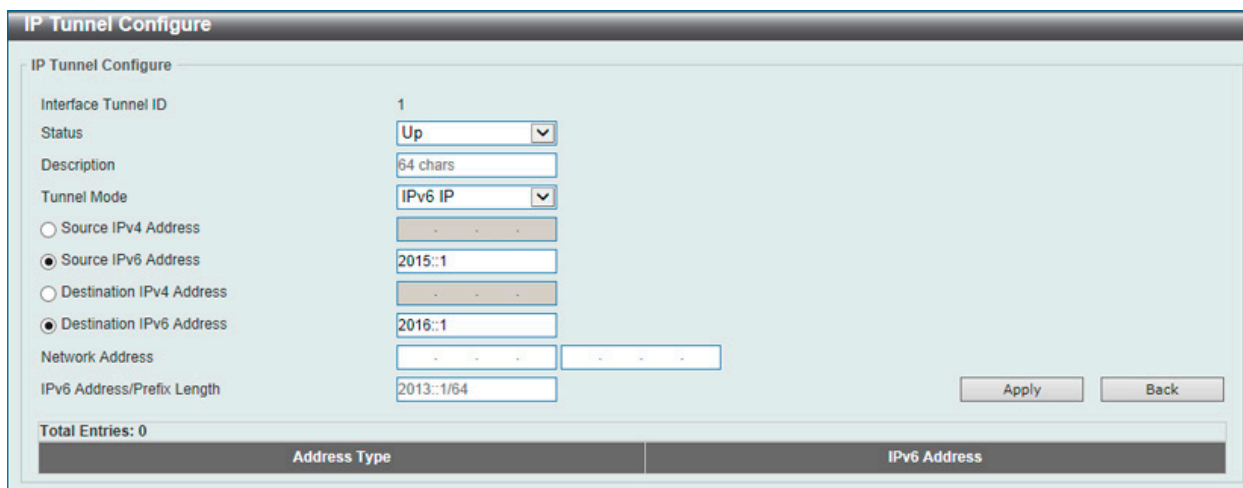 IP Tunnel Configure
IP Tunnel Configure
Interface Tunnel ID 1
Status Up
Description 64 chars
Tunnel Mode IPv6 IP
Source IPv4 Address . . .
Source IPv6 Address 2015::1
Destination IPv4 Address . . .
Destination IPv6 Address 2016::1
Network Address . . . . . .
IPv6 Address/Prefix Length 2013::1/64 Apply Back
Total Entries: 0
Address Type IPv6 Address